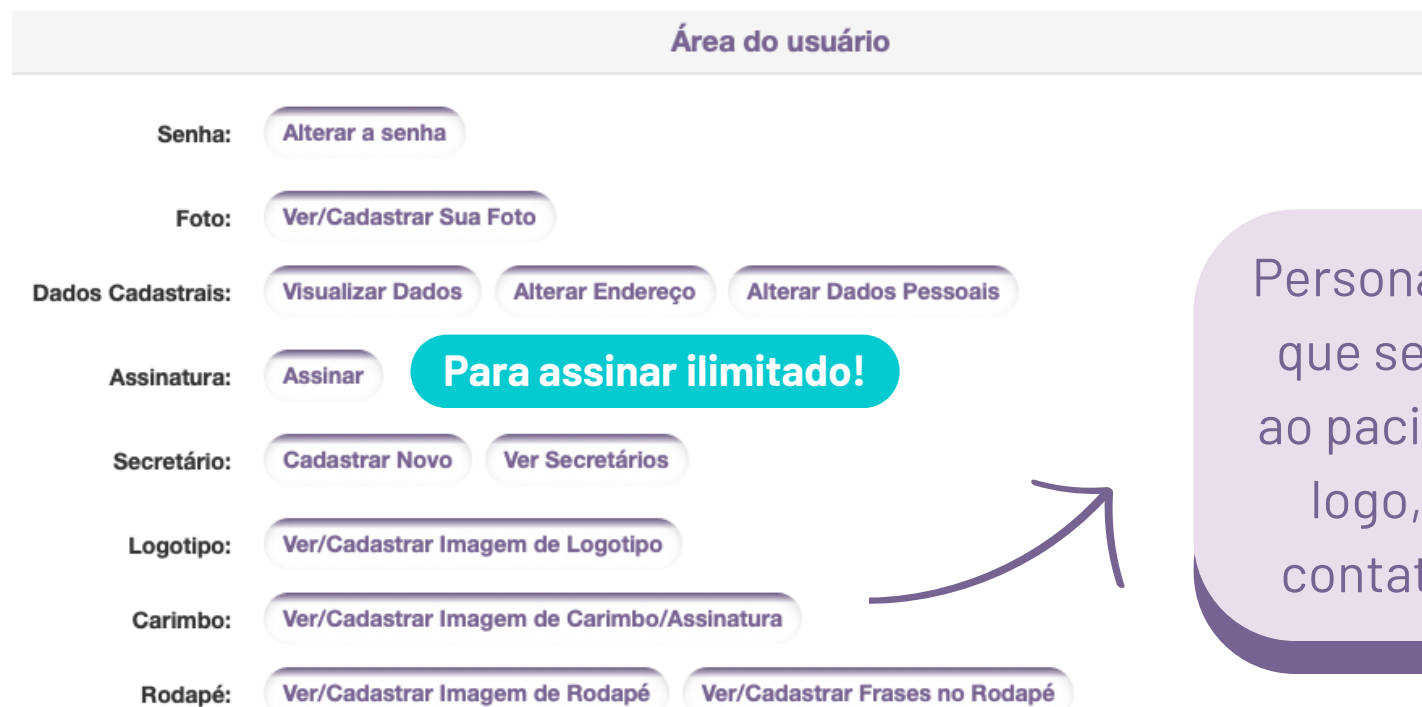 Área do usuário
Senha: Alterar a senha
Foto: Ver/Cadastrar Sua Foto
Dados Cadastrais: Visualizar Dados Alterar Endereço Alterar Dados Pessoais
Assinatura: Assinar Para assinar ilimitado!
Secretário: Cadastrar Novo Ver Secretários
Logotipo: Ver/Cadastrar Imagem de Logotipo
Carimbo: Ver/Cadastrar Imagem de Carimbo/Assinatura
Rodapé: Ver/Cadastrar Imagem de Rodapé Ver/Cadastrar Frases no Rodapé
que
ao
logo,